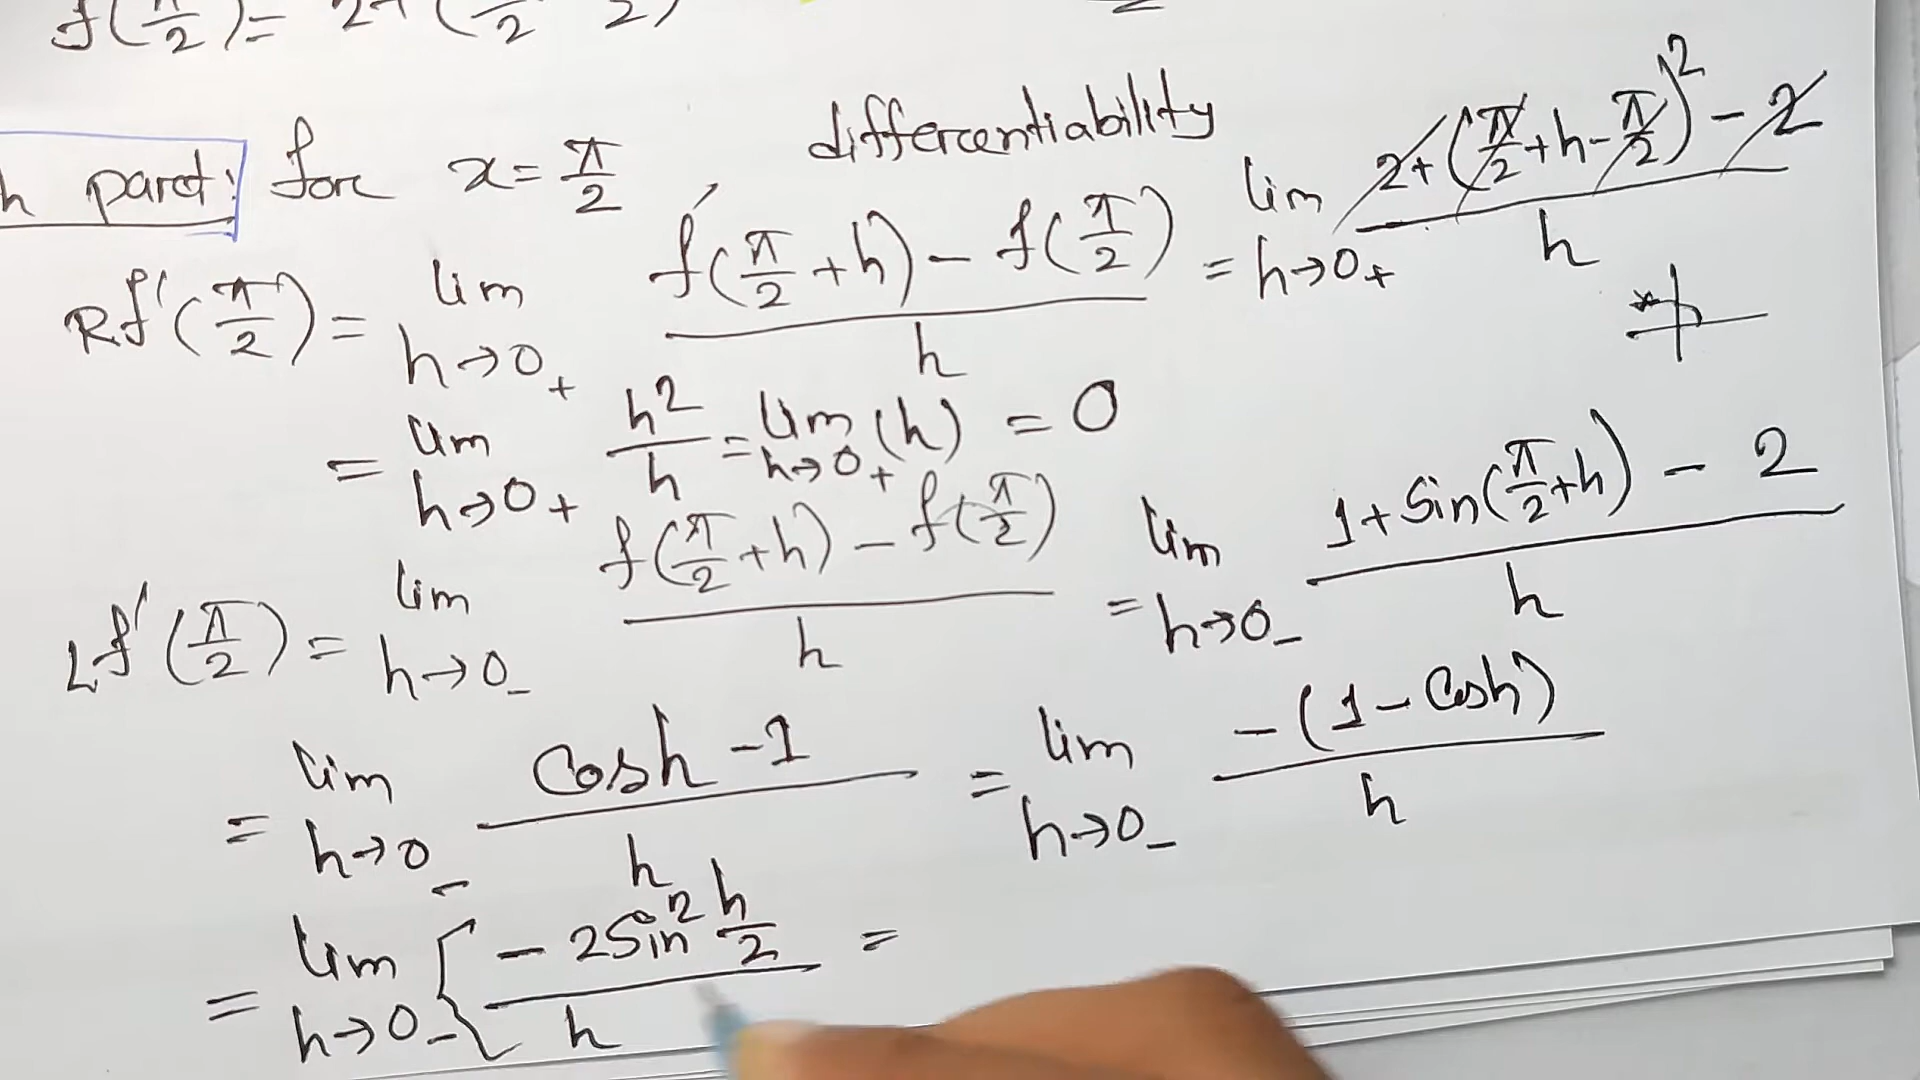 f(π/2) = 2 + (π/2 2)
h part: for x = π/2 differentiability
Rf'(π/2) = lim h→0+ f(π/2 + h) - f(π/2) / h = lim h→0+ 2 + (π/2 + h - π/2)² - 2 / h
= lim h→0+ h²/h = lim h→0+ (h) = 0
Lf'(π/2) = lim h→0- f(π/2 + h) - f(π/2) / h = lim h→0- 1 + Sin(π/2 + h) - 2 / h
= lim h→0- Cosh - 1 / h = lim h→0- -(1 - Cosh) / h
= lim h→0- { - 2Sin² h/2 / h =